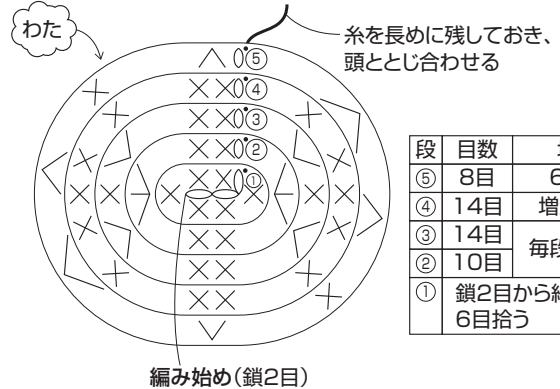 わた
糸を長めに残しておき、
頭ととじ合わせる
⑤
④
③
②
①
段 目数
⑤ 8目 6
④ 14目 増
③ 14目 毎段
② 10目
① 鎖2目から
6目拾う
編み始め(鎖2目)